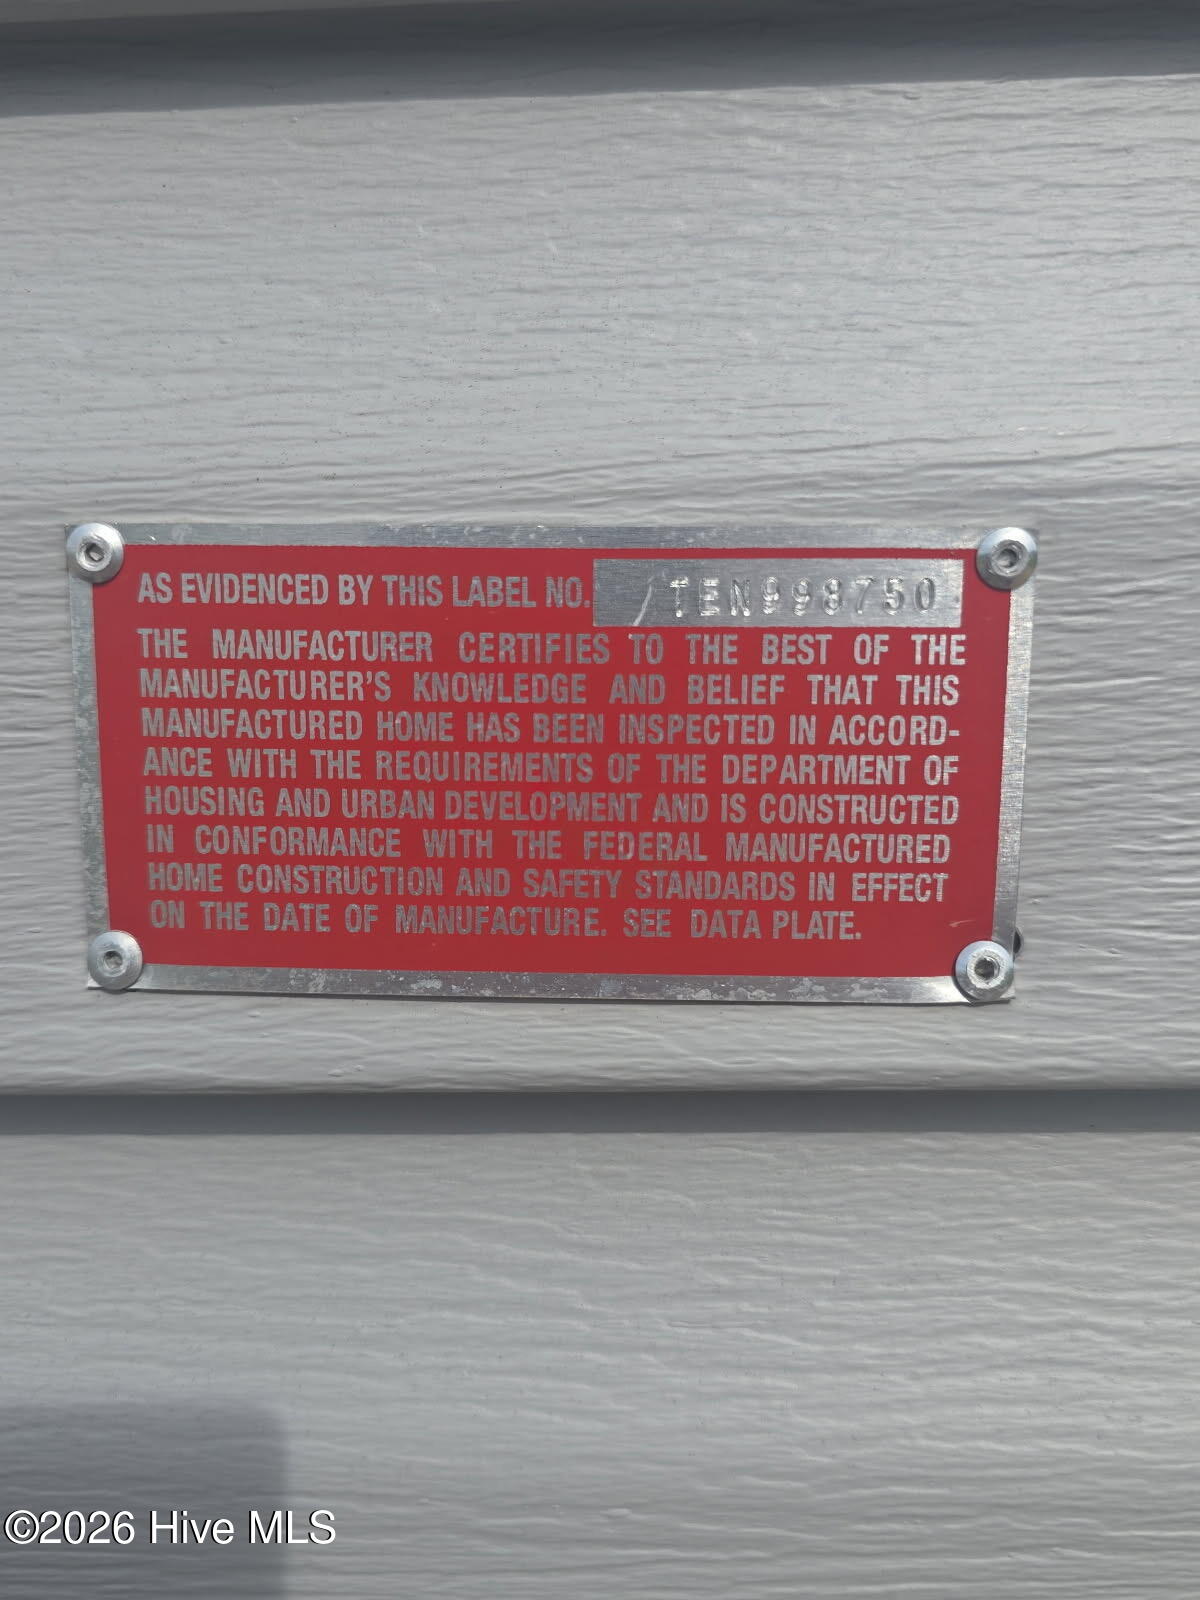 AS EVIDENCED BY THIS LABEL NO. TEN998750
THE MANUFACTURER CERTIFIES TO THE BEST OF THE
MANUFACTURER'S KNOWLEDGE AND BELIEF THAT THIS
MANUFACTURED HOME HAS BEEN INSPECTED IN ACCORD-
ANCE WITH THE REQUIREMENTS OF THE DEPARTMENT OF
HOUSING AND URBAN DEVELOPMENT AND IS CONSTRUCTED
IN CONFORMANCE WITH THE FEDERAL MANUFACTURED
HOME CONSTRUCTION AND SAFETY STANDARDS IN EFFECT
ON THE DATE OF MANUFACTURE. SEE DATA PLATE.
©2026 Hive MLS